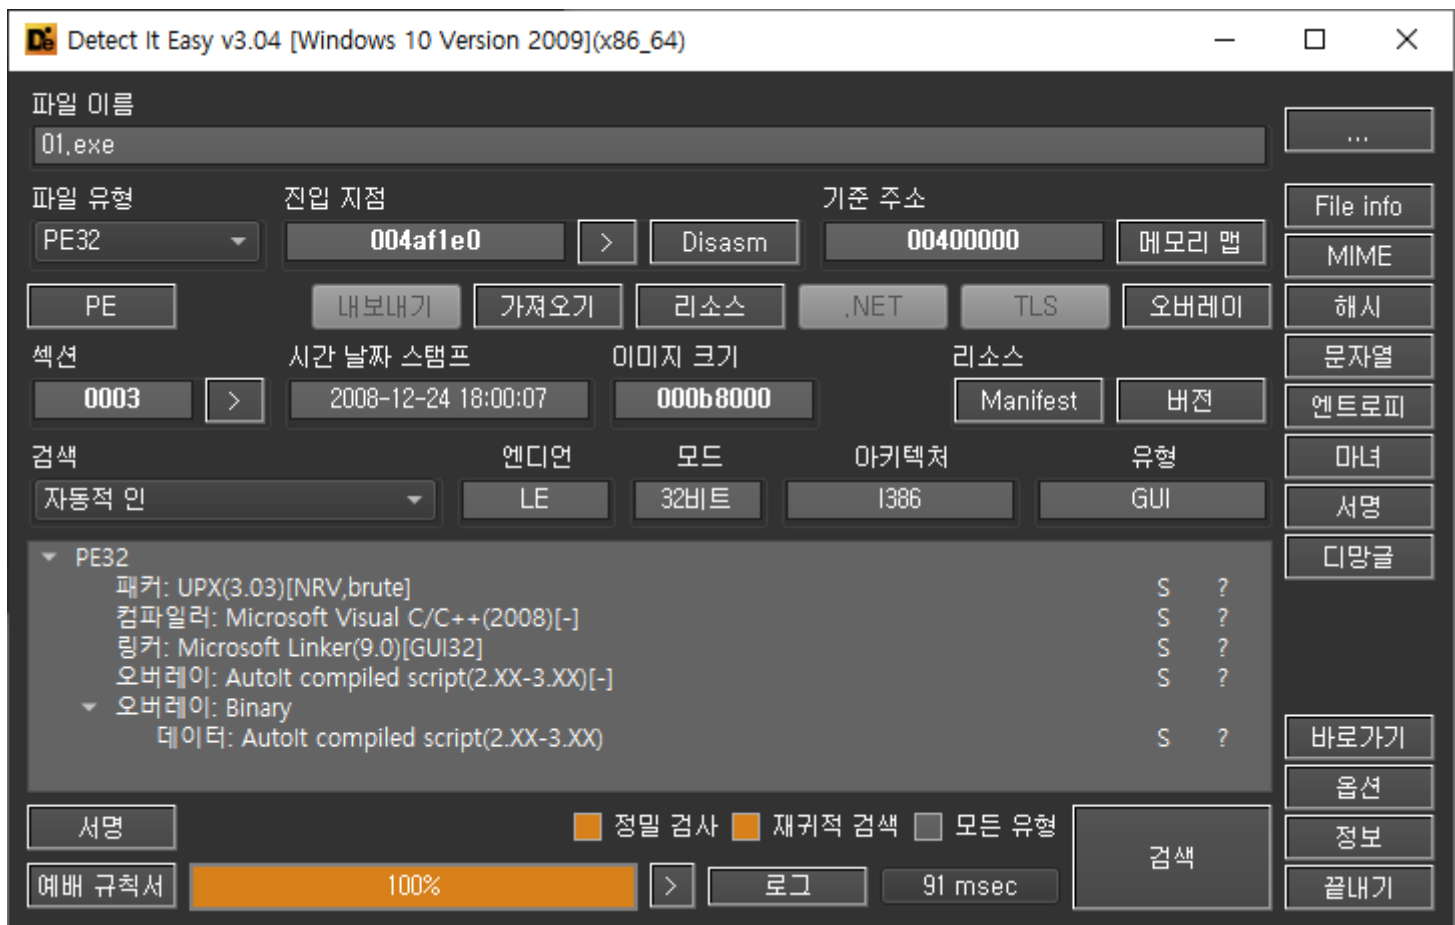 Detect It Easy v3.04 [Windows 10 Version 2009](x86_64)
파일 이름
01.exe
...
파일 유형 진입 지점 기준 주소
PE32 004af1e0 > Disasm 00400000 메모리 맵
File info
MIME
PE 내보내기 가져오기 리소스 .NET TLS 오버레이 해시
섹션 시간 날짜 스탬프 이미지 크기 리소스 문자열
0003 > 2008-12-24 18:00:07 000b8000 Manifest 버전 엔트로피
검색 엔디언 모드 아키텍처 유형 마녀
자동적 인 LE 32비트 I386 GUI 서명
디망글
PE32
패커: UPX(3.03)[NRV,brute] S ?
컴파일러: Microsoft Visual C/C++(2008)[-] S ?
링커: Microsoft Linker(9.0)[GUI32] S ?
오버레이: AutoIt compiled script(2.XX-3.XX)[-] S ?
오버레이: Binary
데이터: AutoIt compiled script(2.XX-3.XX) S ?
바로가기
옵션
서명 정밀 검사 재귀적 검색 모든 유형 검색 정보
예배 규칙서 100% > 로그 91 msec 끝내기